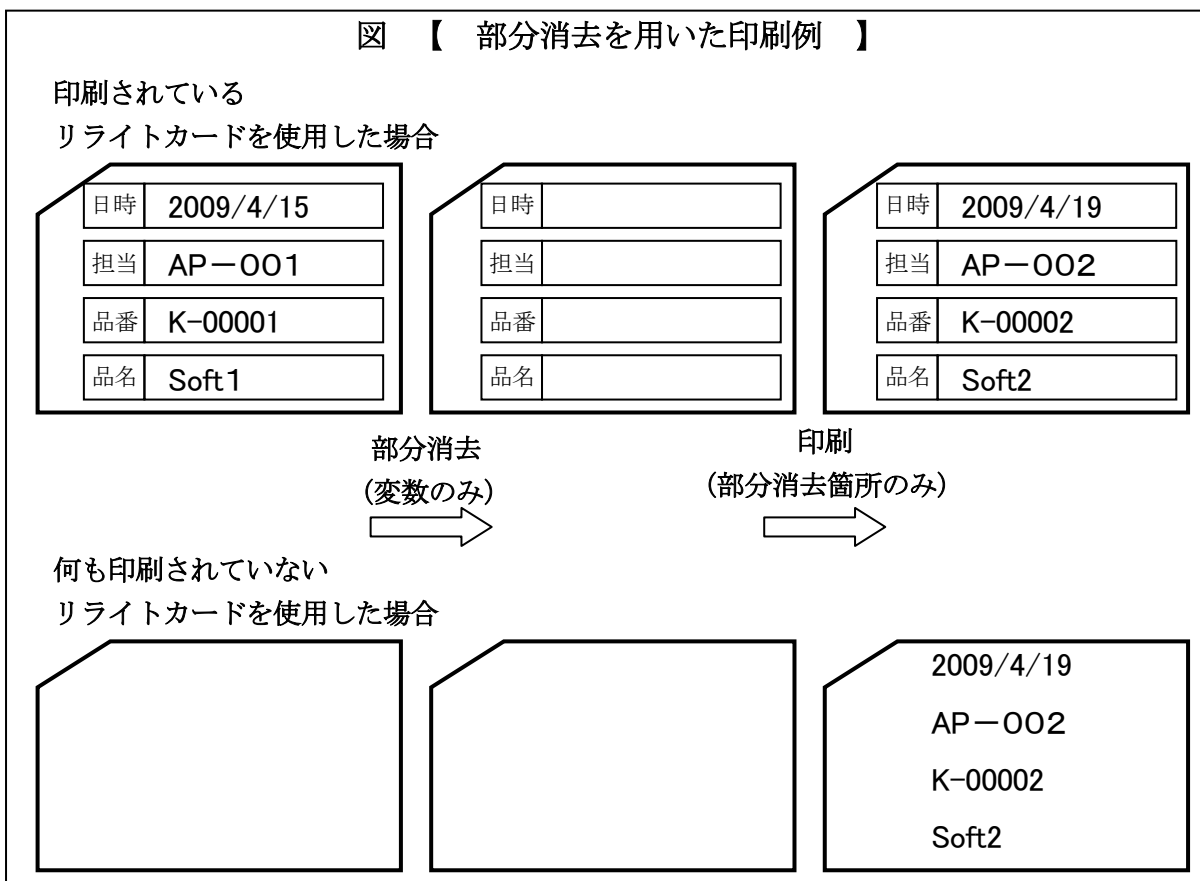 図 【 部分消去を用いた印刷例 】
印刷されている
リライトカードを使用した場合
日時 2009/4/15
担当 AP－００１
品番 K-00001
品名 Soft１
日時
担当
品番
品名
日時 2009/4/19
担当 AP－００２
品番 K-00002
品名 Soft2
部分消去
(変数のみ)
印刷
(部分消去箇所のみ)
何も印刷されていない
リライトカードを使用した場合
2009/4/19
AP－００２
K-00002
Soft2